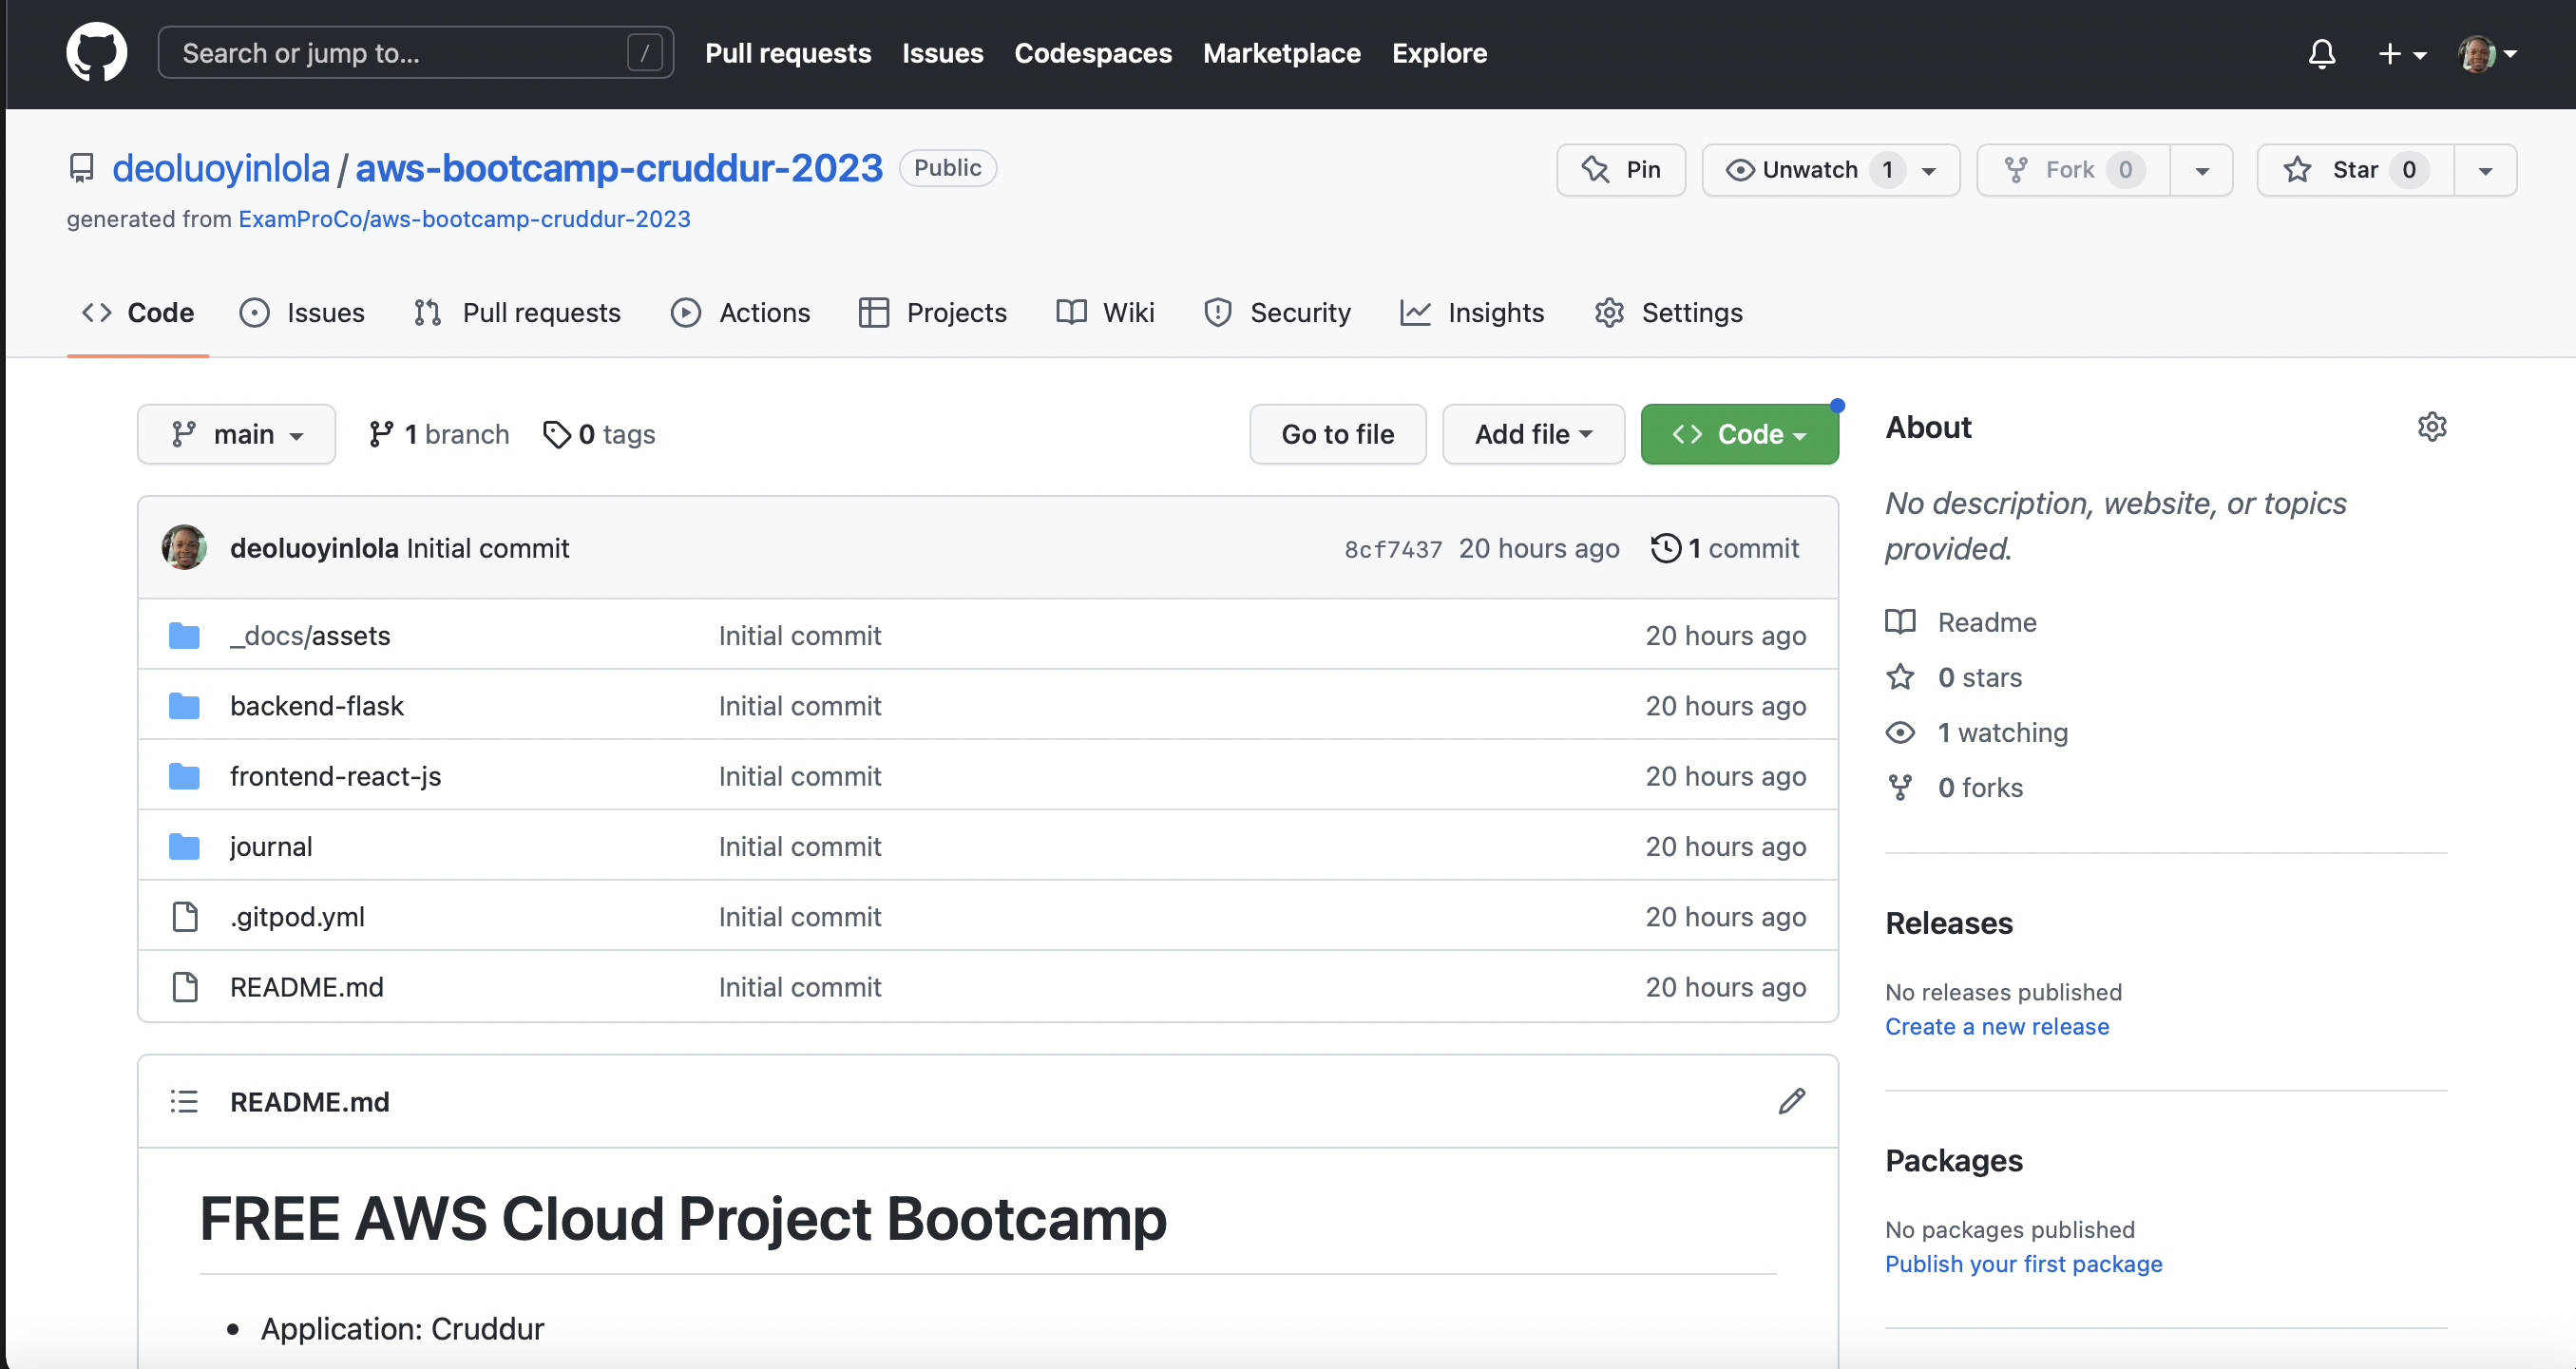 Search or jump to... /
Pull requests Issues Codespaces Marketplace Explore
deoluoyinlola / aws-bootcamp-cruddur-2023 Public
generated from ExamProCo/aws-bootcamp-cruddur-2023
Pin Unwatch 1 Fork 0 Star 0
Code Issues Pull requests Actions Projects Wiki Security Insights Settings
main 1 branch 0 tags Go to file Add file Code
deoluoyinlola Initial commit 8cf7437 20 hours ago 1 commit
_docs/assets Initial commit 20 hours ago
backend-flask Initial commit 20 hours ago
frontend-react-js Initial commit 20 hours ago
journal Initial commit 20 hours ago
.gitpod.yml Initial commit 20 hours ago
README.md Initial commit 20 hours ago
README.md
FREE AWS Cloud Project Bootcamp
• Application: Cruddur
About
No description, website, or topics
provided.
Readme
0 stars
1 watching
0 forks
Releases
No releases published
Create a new release
Packages
No packages published
Publish your first package